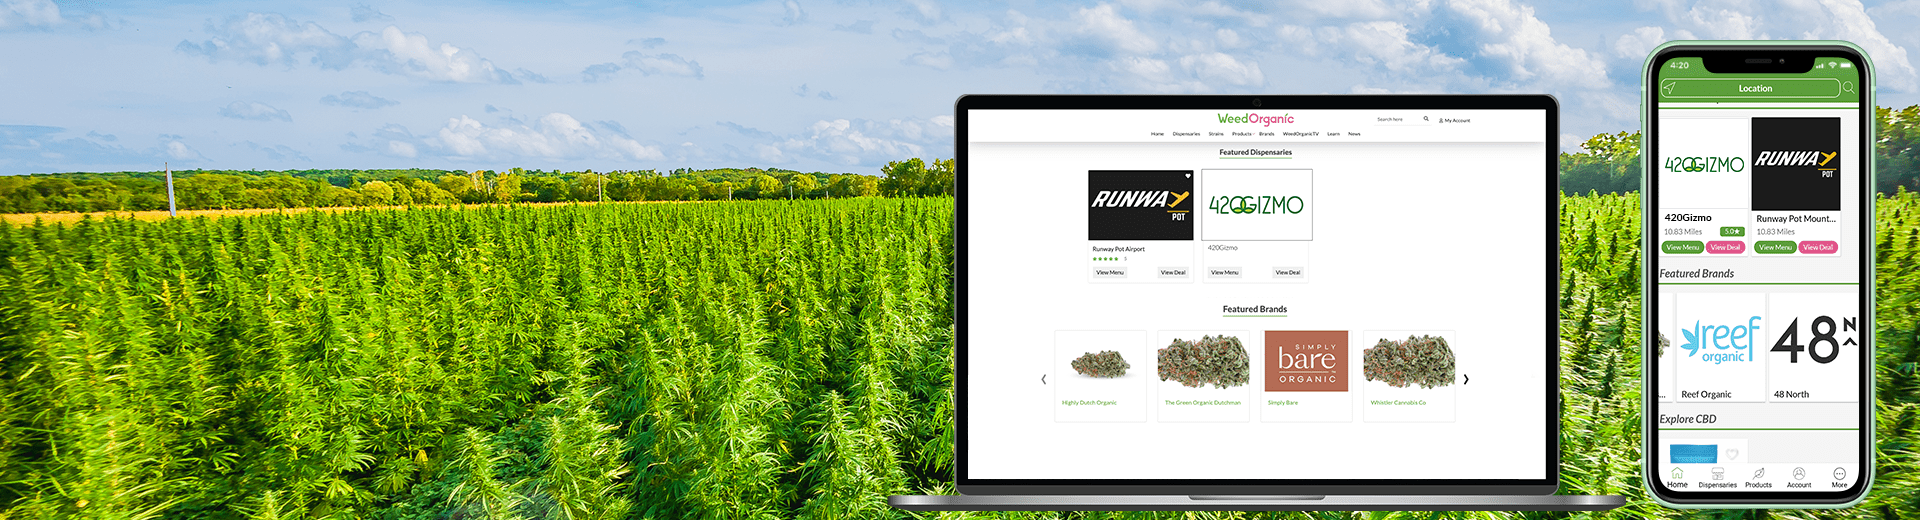 WeedOrganic
Search here
My Account
Home Dispensaries Strains Products Brands WeedOrganicTV Learn News
Featured Dispensaries
RUNWAY
POT
420GIZMO
Runway Pot Airport
420Gizmo
3
View Menu View Deal View Menu View Deal
Featured Brands
SIMPLY
bare
ORGANIC
Highly Dutch Organic The Green Organic Dutchman Simply Bare Whistler Cannabis Co
4:20
Location
420GIZMO
RUNWAY
POT
420Gizmo Runway Pot Mount...
10.83 Miles 5.0★ 10.83 Miles
View Menu View Deal View Menu View Deal
Featured Brands
reef
organic
48N
... Reef Organic 48 North
Explore CBD
Home Dispensaries Products Account More